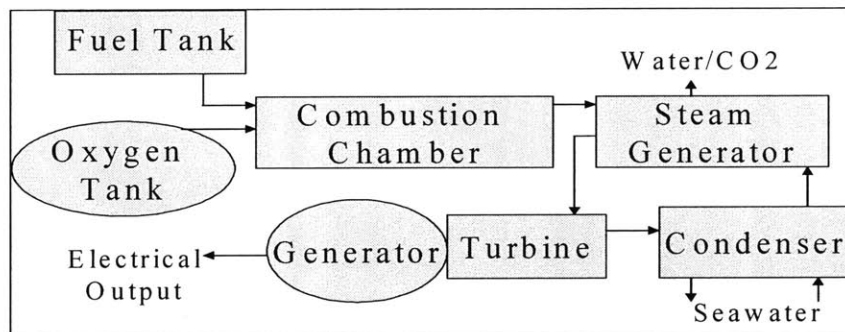 Fuel Tank
Water/CO2
Combustion
Chamber
Steam
Generator
Oxygen
Tank
Generator
Turbine
Condenser
Electrical
Output
Seawater